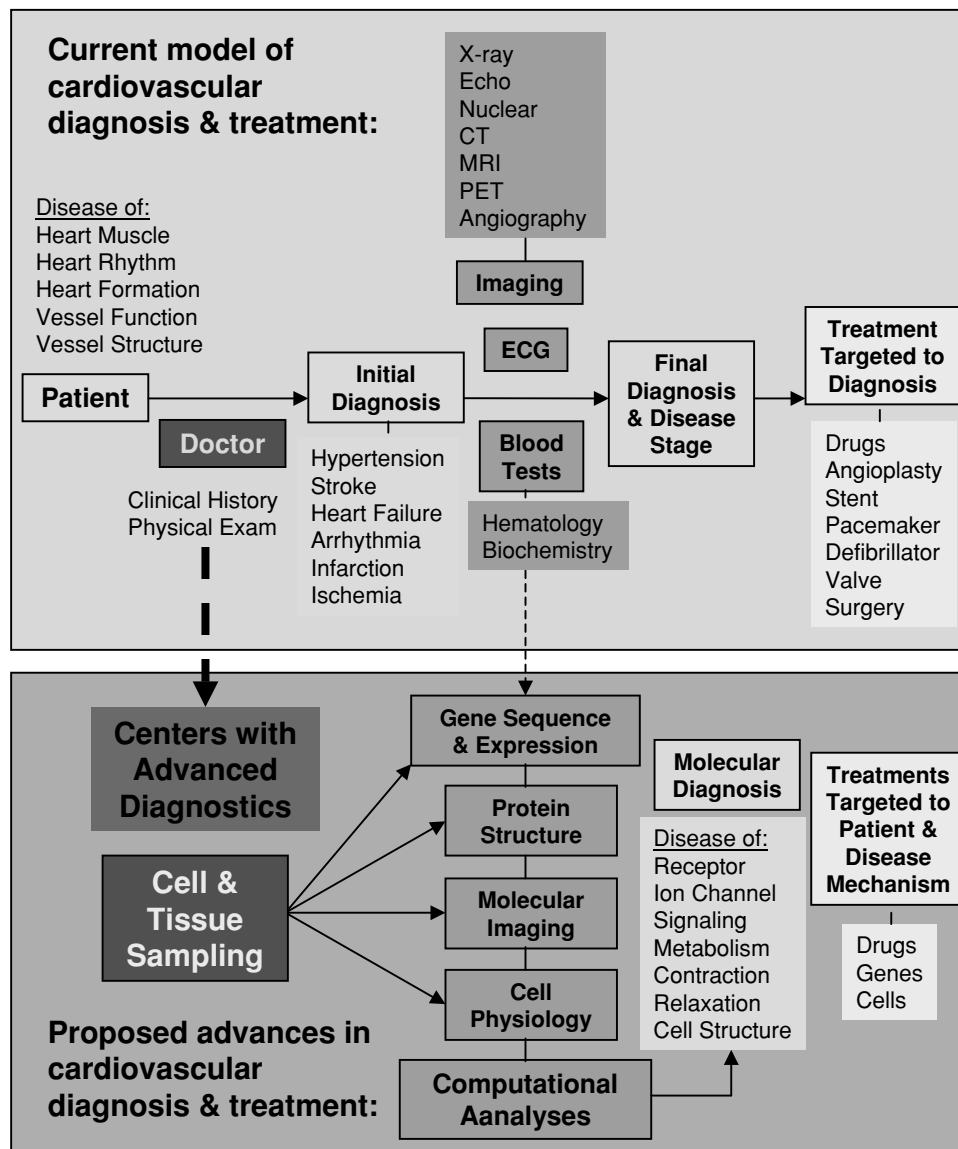 Current model of
cardiovascular
diagnosis & treatment:
X-ray
Echo
Nuclear
CT
MRI
PET
Angiography
Imaging
ECG
Disease of:
Heart Muscle
Heart Rhythm
Heart Formation
Vessel Function
Vessel Structure
Patient
Doctor
Clinical History
Physical Exam
Initial
Diagnosis
Hypertension
Stroke
Heart Failure
Arrhythmia
Infarction
Ischemia
Blood
Tests
Hematology
Biochemistry
Final
Diagnosis
& Disease
Stage
Treatment
Targeted to
Diagnosis
Drugs
Angioplasty
Stent
Pacemaker
Defibrillator
Valve
Surgery
Centers with
Advanced
Diagnostics
Cell &
Tissue
Sampling
Gene Sequence
& Expression
Protein
Structure
Molecular
Imaging
Cell
Physiology
Computational
Aanalyses
Molecular
Diagnosis
Disease of:
Receptor
Ion Channel
Signaling
Metabolism
Contraction
Relaxation
Cell Structure
Treatments
Targeted to
Patient &
Disease
Mechanism
Drugs
Genes
Cells
Proposed advances in
cardiovascular
diagnosis & treatment: